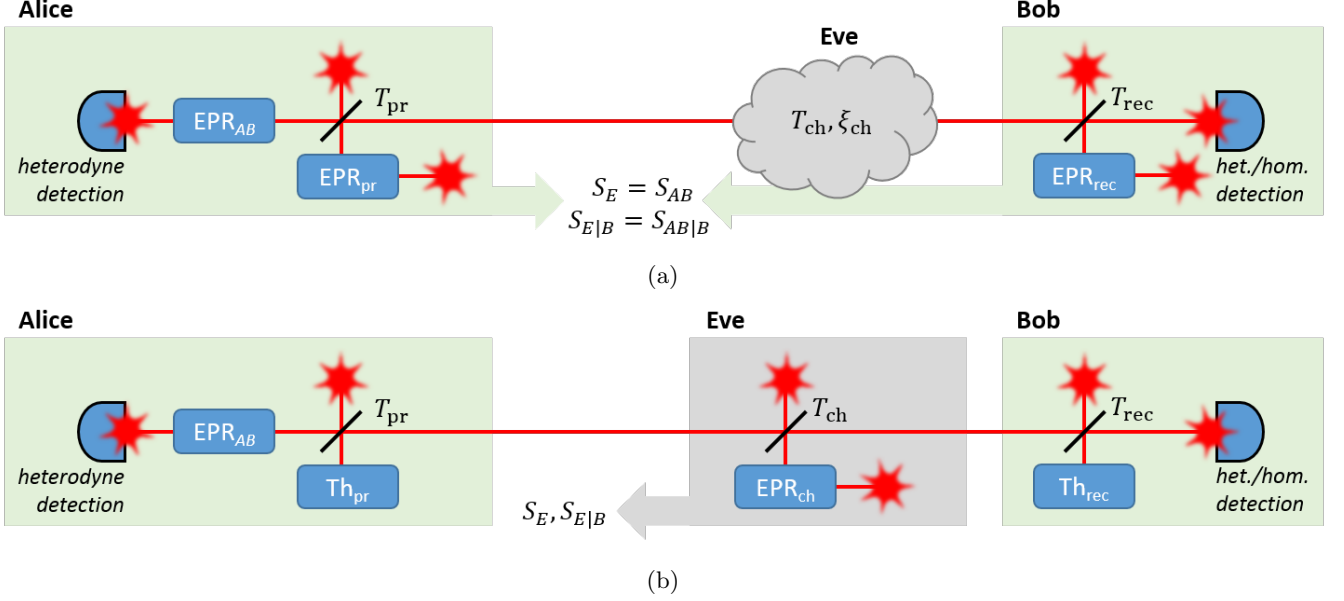 Alice
Eve
Bob
T_pr
T_ch, ξ_ch
T_rec
EPR_AB
heterodyne
detection
EPR_pr
EPR_rec
het./hom.
detection
S_E = S_AB
S_E|B = S_AB|B
(a)
Alice
Eve
Bob
T_pr
T_ch
T_rec
EPR_AB
heterodyne
detection
Th_pr
EPR_ch
Th_rec
het./hom.
detection
S_E, S_E|B
(b)